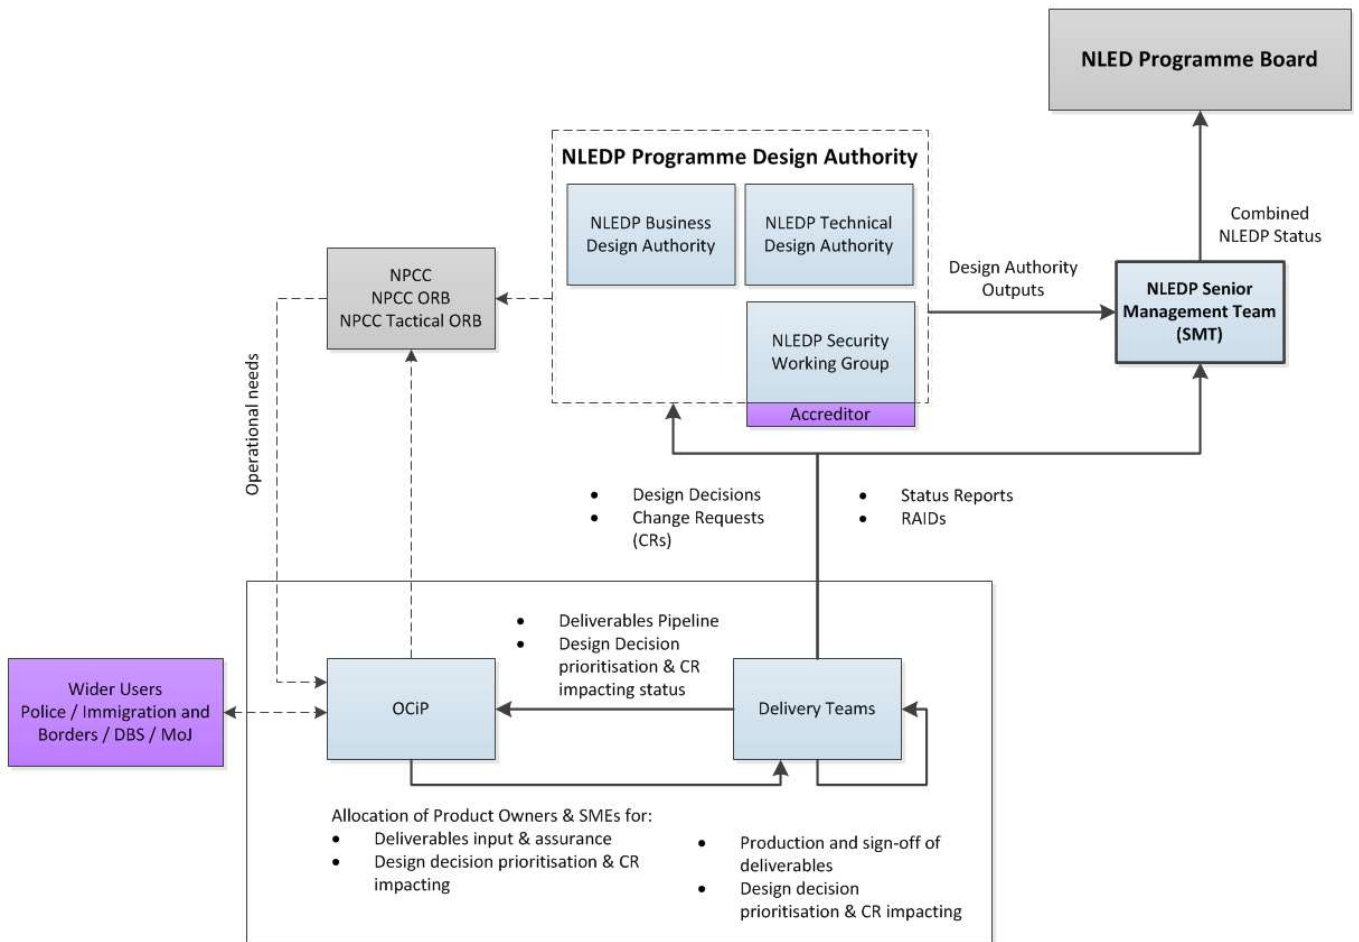 NLED Programme Board
NLEDP Programme Design Authority
NLEDP Business
Design Authority
NLEDP Technical
Design Authority
Combined
NLEDP Status
NPCC
NPCC ORB
NPCC Tactical ORB
Design Authority
Outputs
NLEDP Senior
Management Team
(SMT)
NLEDP Security
Working Group
Accreditor
Operational needs
• Design Decisions
• Change Requests
(CRs)
• Status Reports
• RAIDs
• Deliverables Pipeline
• Design Decision
prioritisation & CR
impacting status
Wider Users
Police / Immigration and
Borders / DBS / MoJ
OCiP
Delivery Teams
Allocation of Product Owners & SMEs for:
• Deliverables input & assurance
• Design decision prioritisation & CR
impacting
• Production and sign-off of
deliverables
• Design decision
prioritisation & CR impacting